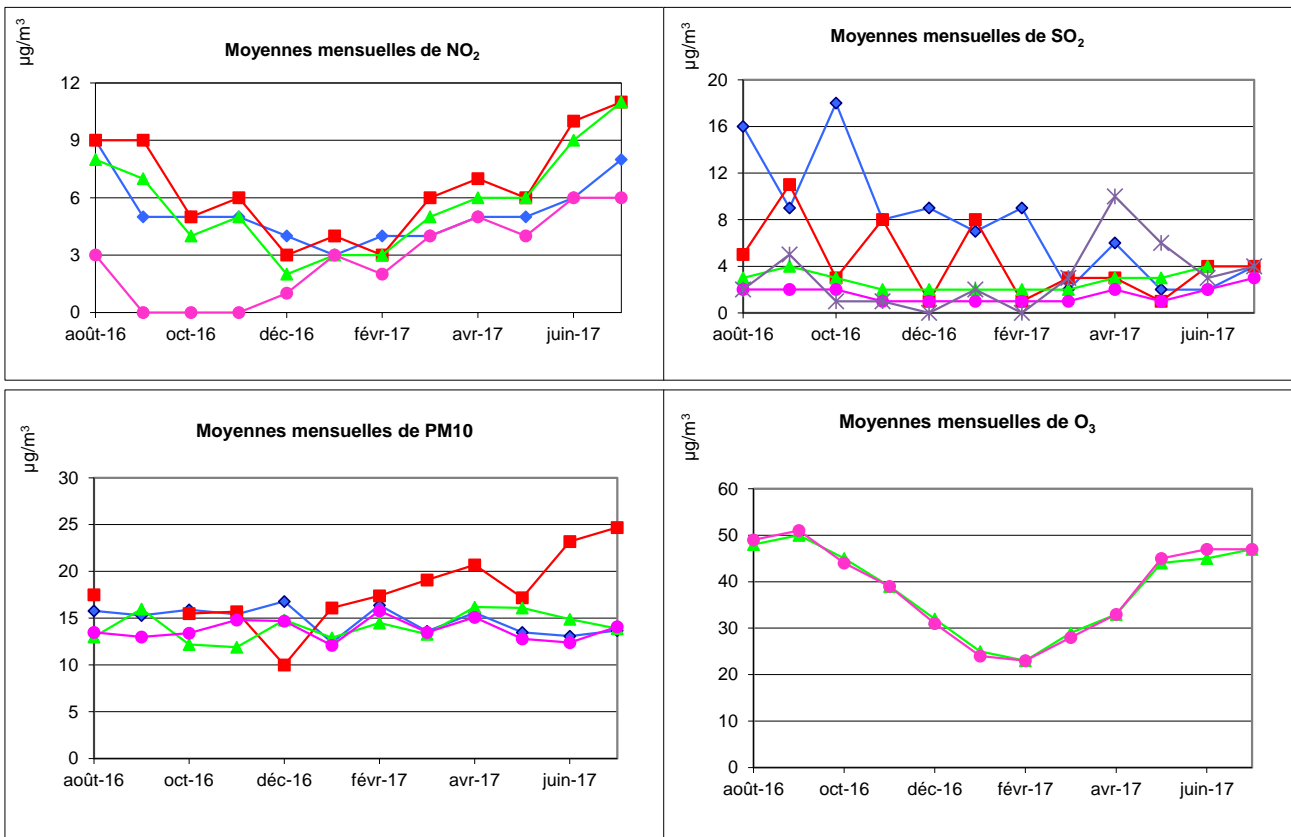 µg/m³
Moyennes mensuelles de NO₂
12
9
6
3
0
août-16 oct-16 déc-16 févr-17 avr-17 juin-17
µg/m³
Moyennes mensuelles de SO₂
20
16
12
8
4
0
août-16 oct-16 déc-16 févr-17 avr-17 juin-17
µg/m³
Moyennes mensuelles de PM10
30
25
20
15
10
5
0
août-16 oct-16 déc-16 févr-17 avr-17 juin-17
µg/m³
Moyennes mensuelles de O₃
60
50
40
30
20
10
0
août-16 oct-16 déc-16 févr-17 avr-17 juin-17